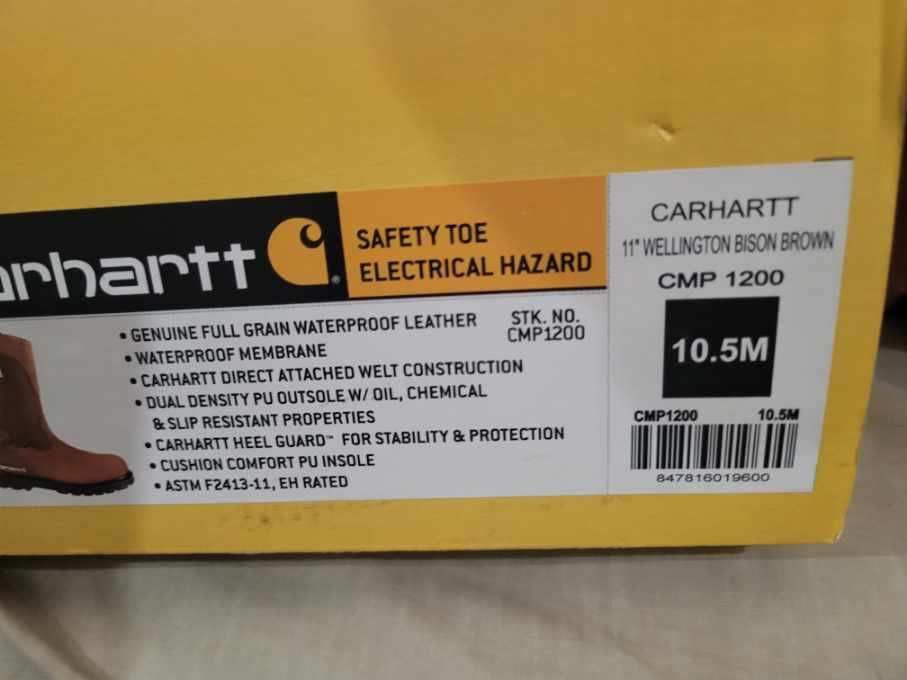 arhartt
®
SAFETY TOE
ELECTRICAL HAZARD
• GENUINE FULL GRAIN WATERPROOF LEATHER
• WATERPROOF MEMBRANE
• CARHARTT DIRECT ATTACHED WELT CONSTRUCTION
• DUAL DENSITY PU OUTSOLE W/ OIL, CHEMICAL
& SLIP RESISTANT PROPERTIES
• CARHARTT HEEL GUARD™ FOR STABILITY & PROTECTION
• CUSHION COMFORT PU INSOLE
• ASTM F2413-11, EH RATED
STK. NO.
CMP1200
CARHARTT
11" WELLINGTON BISON BROWN
CMP 1200
10.5M
CMP1200 10.5M
847816019600